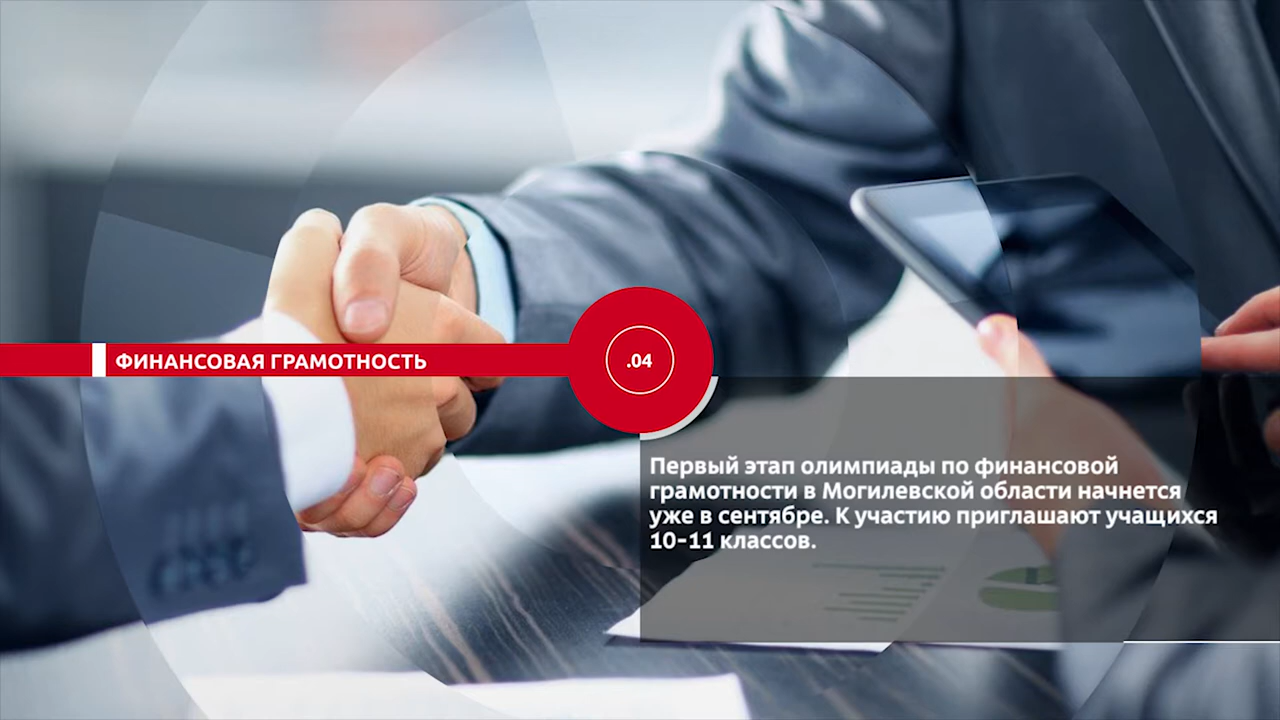 ФИНАНСОВАЯ ГРАМОТНОСТЬ
.04
Первый этап олимпиады по финансовой
грамотности в Могилевской области начнется
уже в сентябре. К участию приглашают учащихся
10-11 классов.